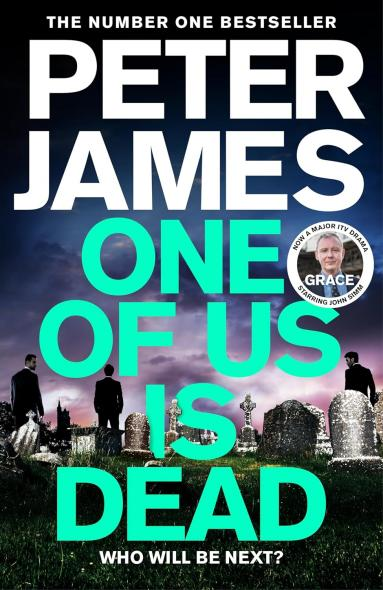 THE NUMBER ONE BESTSELLER
PETER
JAMES
ONE
OF US
IS
DEAD
NOW A MAJOR ITV DRAMA
GRACE
STARRING JOHN SIMM
WHO WILL BE NEXT?